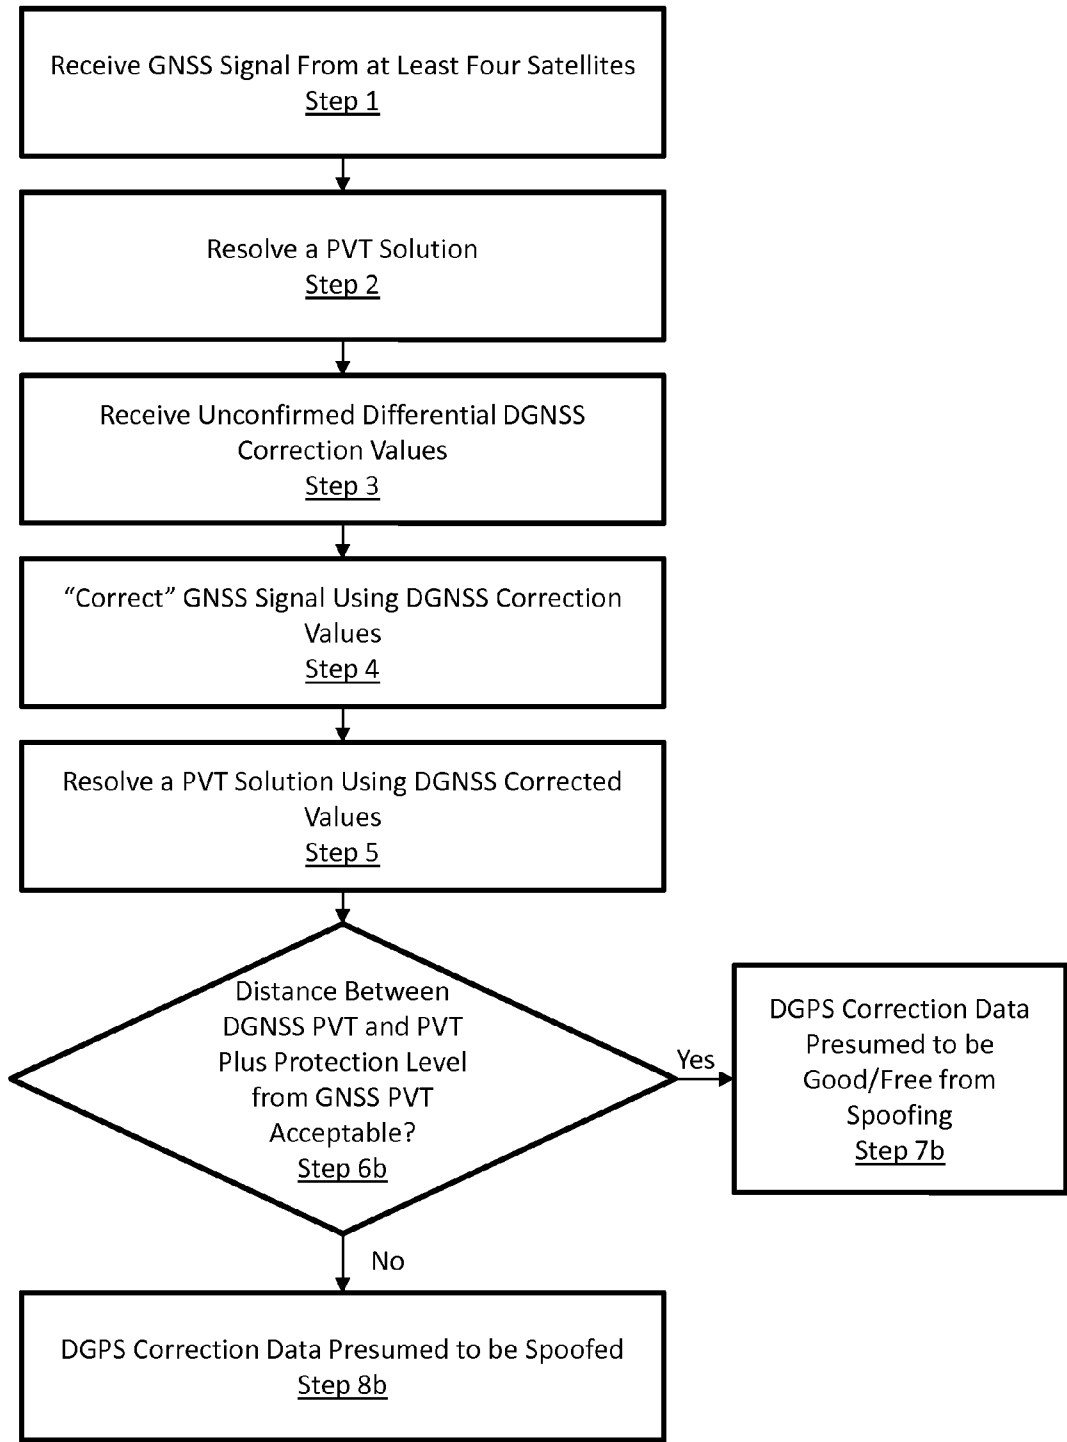 Receive GNSS Signal From at Least Four Satellites
Step 1
Resolve a PVT Solution
Step 2
Receive Unconfirmed Differential DGNSS
Correction Values
Step 3
“Correct” GNSS Signal Using DGNSS Correction
Values
Step 4
Resolve a PVT Solution Using DGNSS Corrected
Values
Step 5
Distance Between
DGNSS PVT and PVT
Plus Protection Level
from GNSS PVT
Acceptable?
Step 6b
Yes
DGPS Correction Data
Presumed to be
Good/Free from
Spoofing
Step 7b
No
DGPS Correction Data Presumed to be Spoofed
Step 8b